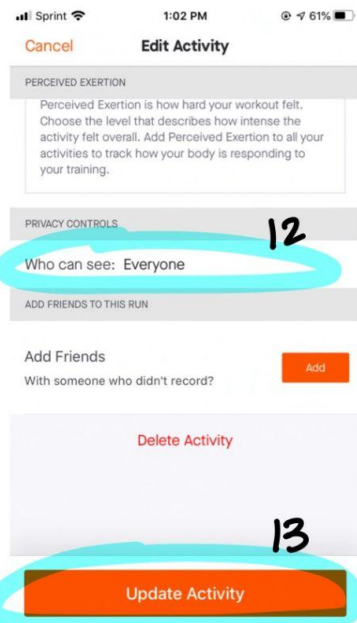 Sprint 1:02 PM 61%
Cancel Edit Activity
PERCEIVED EXERTION
Perceived Exertion is how hard your workout felt.
Choose the level that describes how intense the
activity felt overall. Add Perceived Exertion to all your
activities to track how your body is responding to
your training.
12
PRIVACY CONTROLS
Who can see: Everyone
ADD FRIENDS TO THIS RUN
Add Friends
With someone who didn't record?
Add
Delete Activity
13
Update Activity